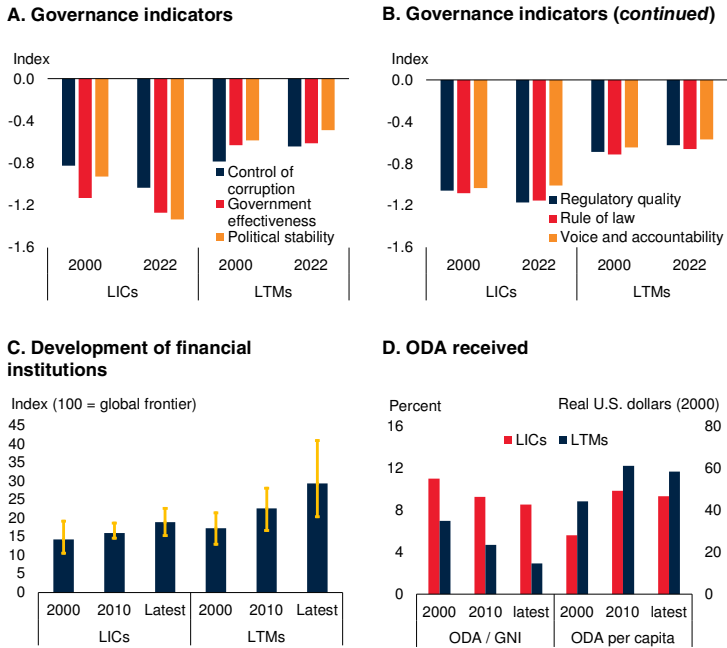 A. Governance indicators
Index
0.0
-0.4
-0.8
-1.2
-1.6
Control of
corruption
Government
effectiveness
Political stability
2000 2022 2000 2022
LICs LTMs
B. Governance indicators (continued)
Index
0.0
-0.4
-0.8
-1.2
-1.6
Regulatory quality
Rule of law
Voice and accountability
2000 2022 2000 2022
LICs LTMs
C. Development of financial
institutions
Index (100 = global frontier)
45
40
35
30
25
20
15
10
5
0
2000 2010 Latest 2000 2010 Latest
LICs LTMs
D. ODA received
Percent Real U.S. dollars (2000)
16 80
LICs LTMs
12 60
8 40
4 20
0 0
2000 2010 latest 2000 2010 latest
ODA / GNI ODA per capita